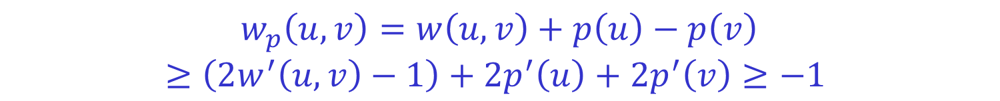 w_p(u, v) = w(u, v) + p(u) − p(v)
≥ (2w′(u, v) − 1) + 2p′(u) + 2p′(v) ≥ −1